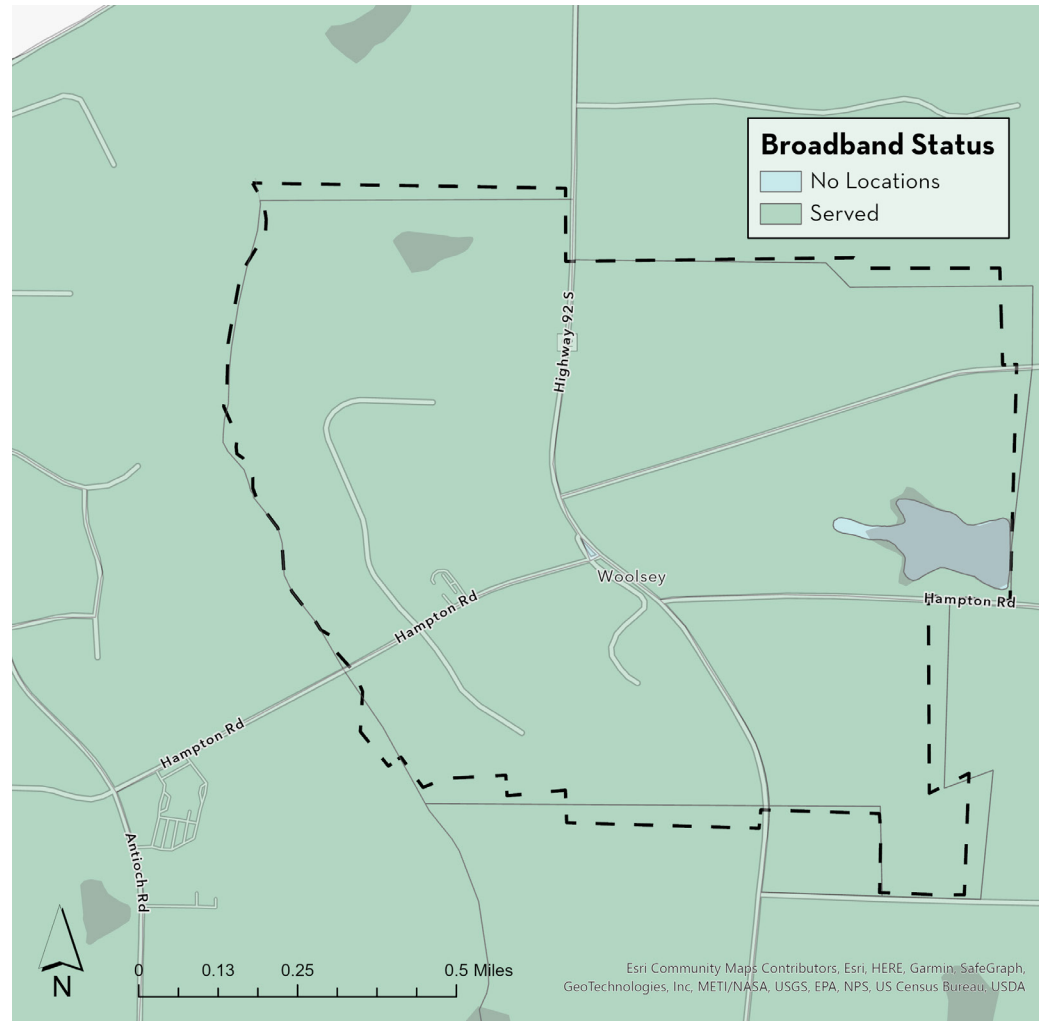 Broadband Status
No Locations
Served
Highway 92 S
Woolsey
Hampton Rd
Hampton Rd
Hampton Rd
Antioch Rd
N
0 0.13 0.25 0.5 Miles
Esri Community Maps Contributors, Esri, HERE, Garmin, SafeGraph,
GeoTechnologies, Inc, METI/NASA, USGS, EPA, NPS, US Census Bureau, USDA